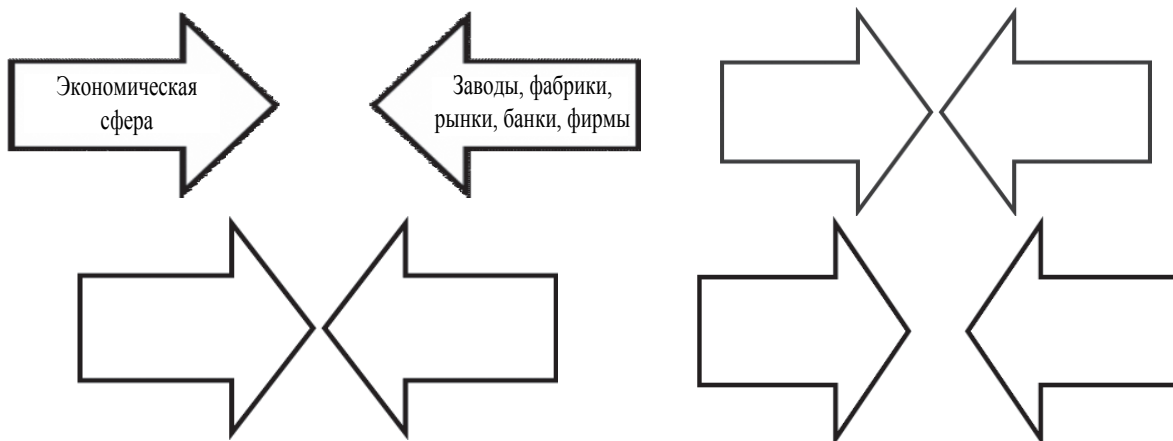 Экономическая
сфера
Заводы, фабрики,
рынки, банки, фирмы